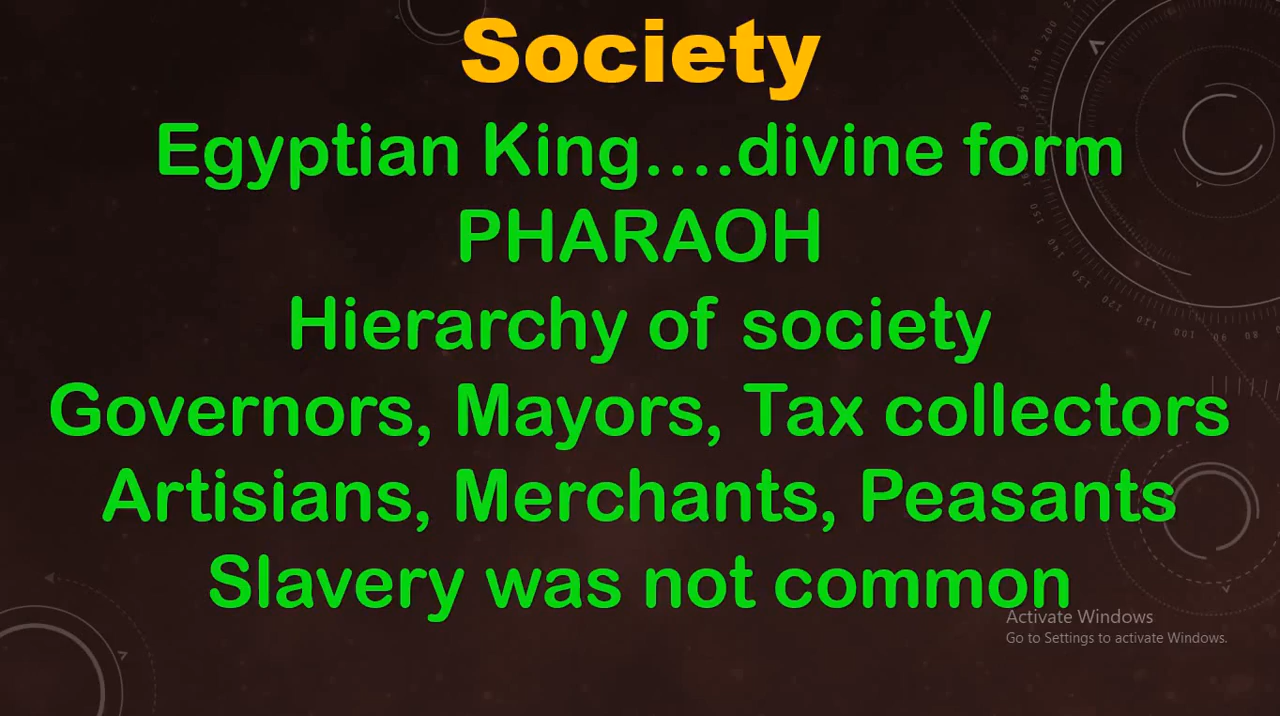 Society
Egyptian King....divine form
PHARAOH
Hierarchy of society
Governors, Mayors, Tax collectors
Artisians, Merchants, Peasants
Slavery was not common
Activate Windows
Go to Settings to activate Windows.